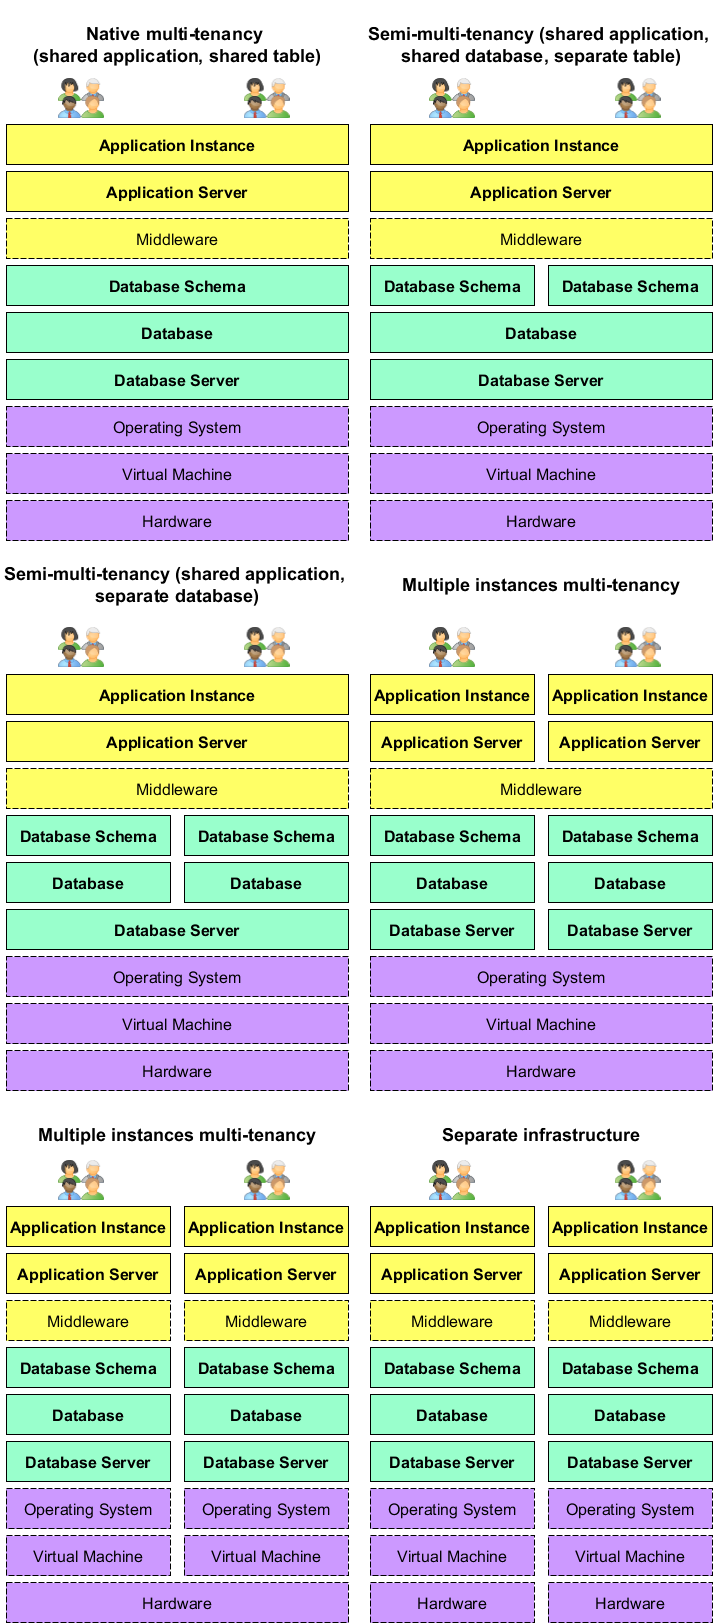 Native multi-tenancy
(shared application, shared table)
Application Instance
Application Server
Middleware
Database Schema
Database
Database Server
Operating System
Virtual Machine
Hardware
Semi-multi-tenancy (shared application,
shared database, separate table)
Application Instance
Application Server
Middleware
Database Schema Database Schema
Database
Database Server
Operating System
Virtual Machine
Hardware
Semi-multi-tenancy (shared application,
separate database)
Application Instance
Application Server
Middleware
Database Schema Database Schema
Database Database
Database Server
Operating System
Virtual Machine
Hardware
Multiple instances multi-tenancy
Application Instance Application Instance
Application Server Application Server
Middleware
Database Schema Database Schema
Database Database
Database Server Database Server
Operating System
Virtual Machine
Hardware
Multiple instances multi-tenancy
Application Instance Application Instance
Application Server Application Server
Middleware Middleware
Database Schema Database Schema
Database Database
Database Server Database Server
Operating System Operating System
Virtual Machine Virtual Machine
Hardware
Separate infrastructure
Application Instance Application Instance
Application Server Application Server
Middleware Middleware
Database Schema Database Schema
Database Database
Database Server Database Server
Operating System Operating System
Virtual Machine Virtual Machine
Hardware Hardware